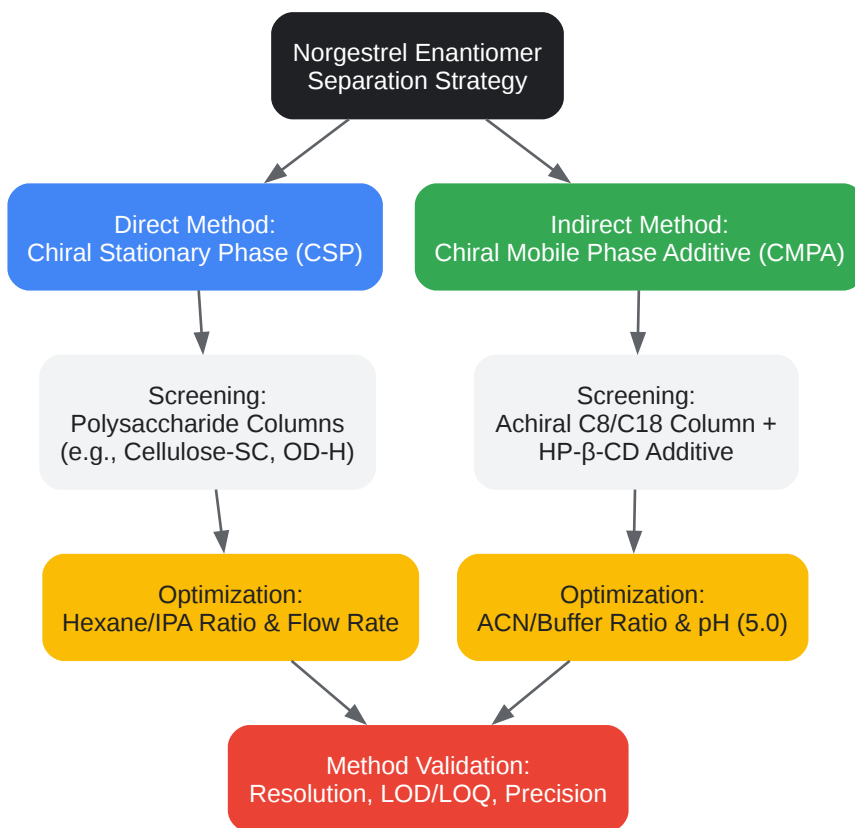 Norgestrel Enantiomer
Separation Strategy
Direct Method:
Chiral Stationary Phase (CSP)
Indirect Method:
Chiral Mobile Phase Additive (CMPA)
Screening:
Polysaccharide Columns
(e.g., Cellulose-SC, OD-H)
Screening:
Achiral C8/C18 Column +
HP-β-CD Additive
Optimization:
Hexane/IPA Ratio & Flow Rate
Optimization:
ACN/Buffer Ratio & pH (5.0)
Method Validation:
Resolution, LOD/LOQ, Precision